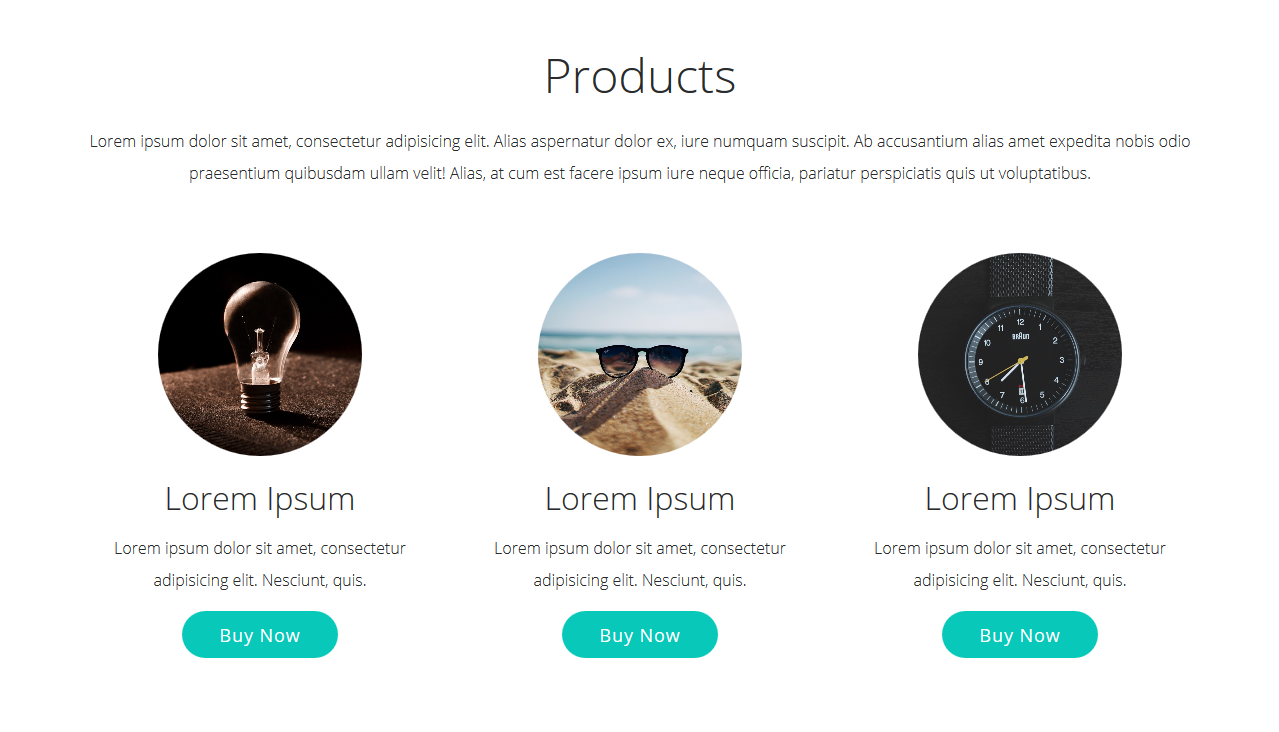 Products
Lorem ipsum dolor sit amet, consectetur adipisicing elit. Alias aspernatur dolor ex, iure numquam suscipit. Ab accusantium alias amet expedita nobis odio
praesentium quibusdam ullam velit! Alias, at cum est facere ipsum iure neque officia, pariatur perspiciatis quis ut voluptatibus.
12
11
1
BRAUN
10
2
9
3
8
4
7
5
6
Lorem Ipsum
Lorem Ipsum
Lorem Ipsum
Lorem ipsum dolor sit amet, consectetur
adipisicing elit. Nesciunt, quis.
Lorem ipsum dolor sit amet, consectetur
adipisicing elit. Nesciunt, quis.
Lorem ipsum dolor sit amet, consectetur
adipisicing elit. Nesciunt, quis.
Buy Now
Buy Now
Buy Now